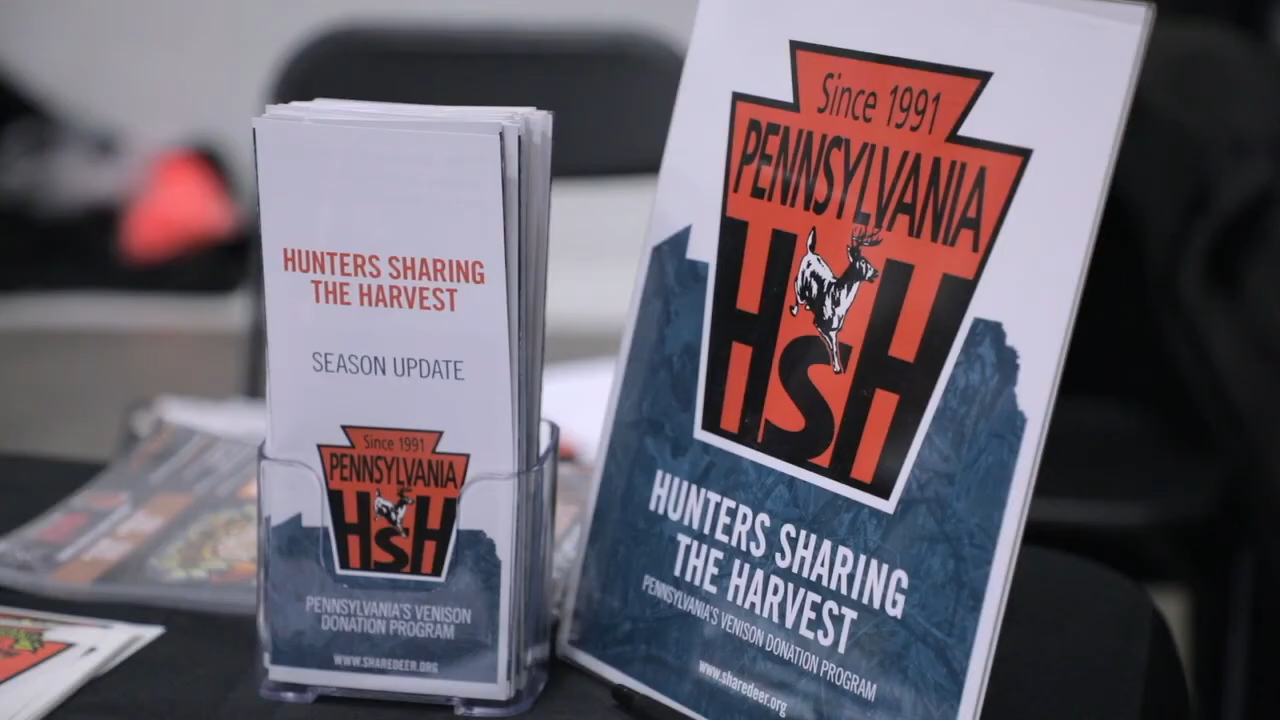 HUNTERS SHARING
THE HARVEST
SEASON UPDATE
Since 1991
PENNSYLVANIA
HSH
PENNSYLVANIA'S VENISON
DONATION PROGRAM
WWW.SHAREDEER.ORG
Since 1991
PENNSYLVANIA
HSH
HUNTERS SHARING
THE HARVEST
PENNSYLVANIA'S VENISON DONATION PROGRAM
www.sharedeer.org